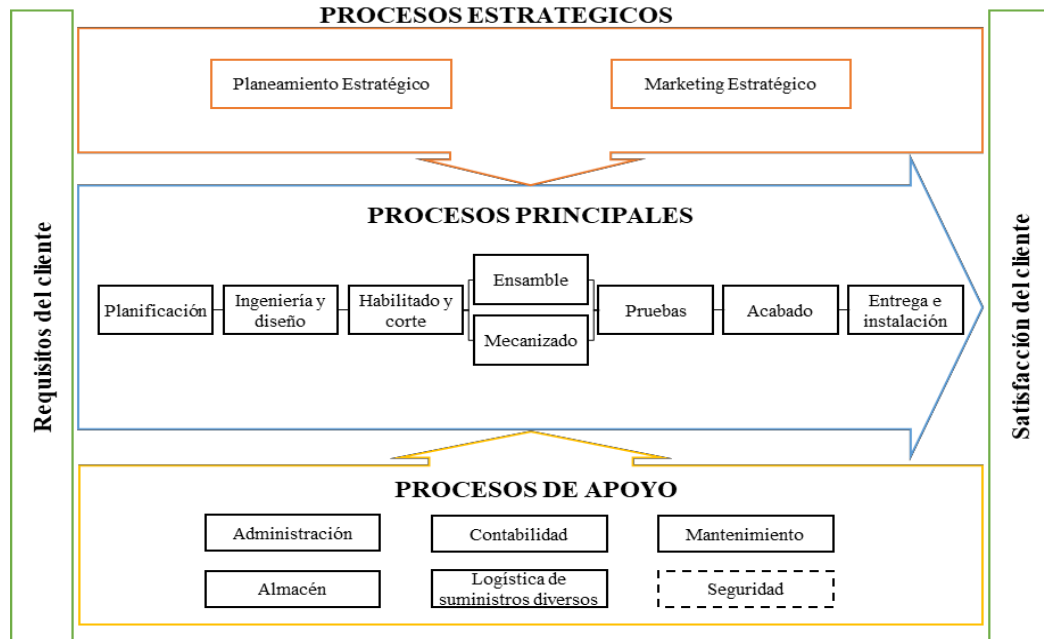 PROCESOS ESTRATEGICOS
Planeamiento Estratégico
Marketing Estratégico
Requisitos del cliente
PROCESOS PRINCIPALES
Planificación
Ingeniería y
diseño
Habilitado y
corte
Ensamble
Mecanizado
Pruebas
Acabado
Entrega e
instalación
Satisfacción del cliente
PROCESOS DE APOYO
Administración
Contabilidad
Mantenimiento
Almacén
Logística de
suministros diversos
Seguridad